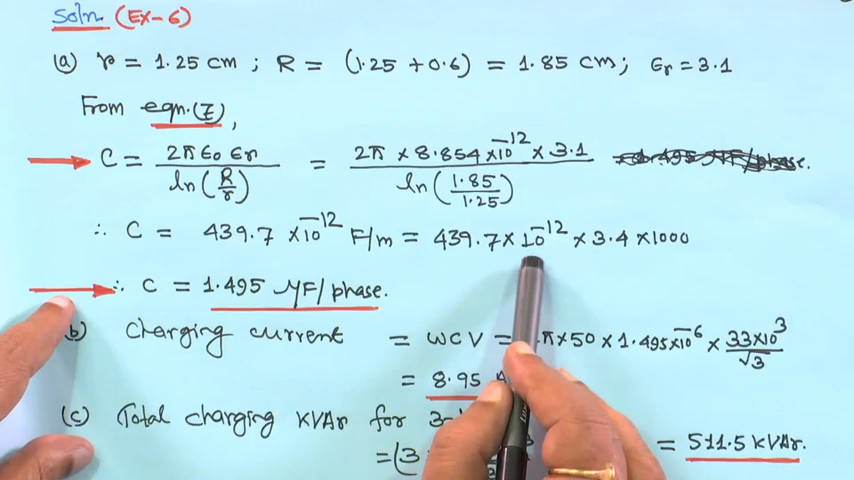 Soln. (EX-6)
(a) r = 1.25 cm ; R = (1.25 + 0.6) = 1.85 cm; Er = 3.1
From eqn.(Z),
C = 2π ε0 εr / ln(R/r) = 2π × 8.854 × 10^-12 × 3.1 / ln(1.85/1.25)
∴ C = 439.7 × 10^-12 F/m = 439.7 × 10^-12 × 3.4 × 1000
∴ C = 1.495 μF/phase.
b) Charging current = ωCV = π×50 × 1.495×10^-6 × 33×10^3/√3
= 8.95
(c) Total charging KVAr for 3-
= (3 = 511.5 KVAr.